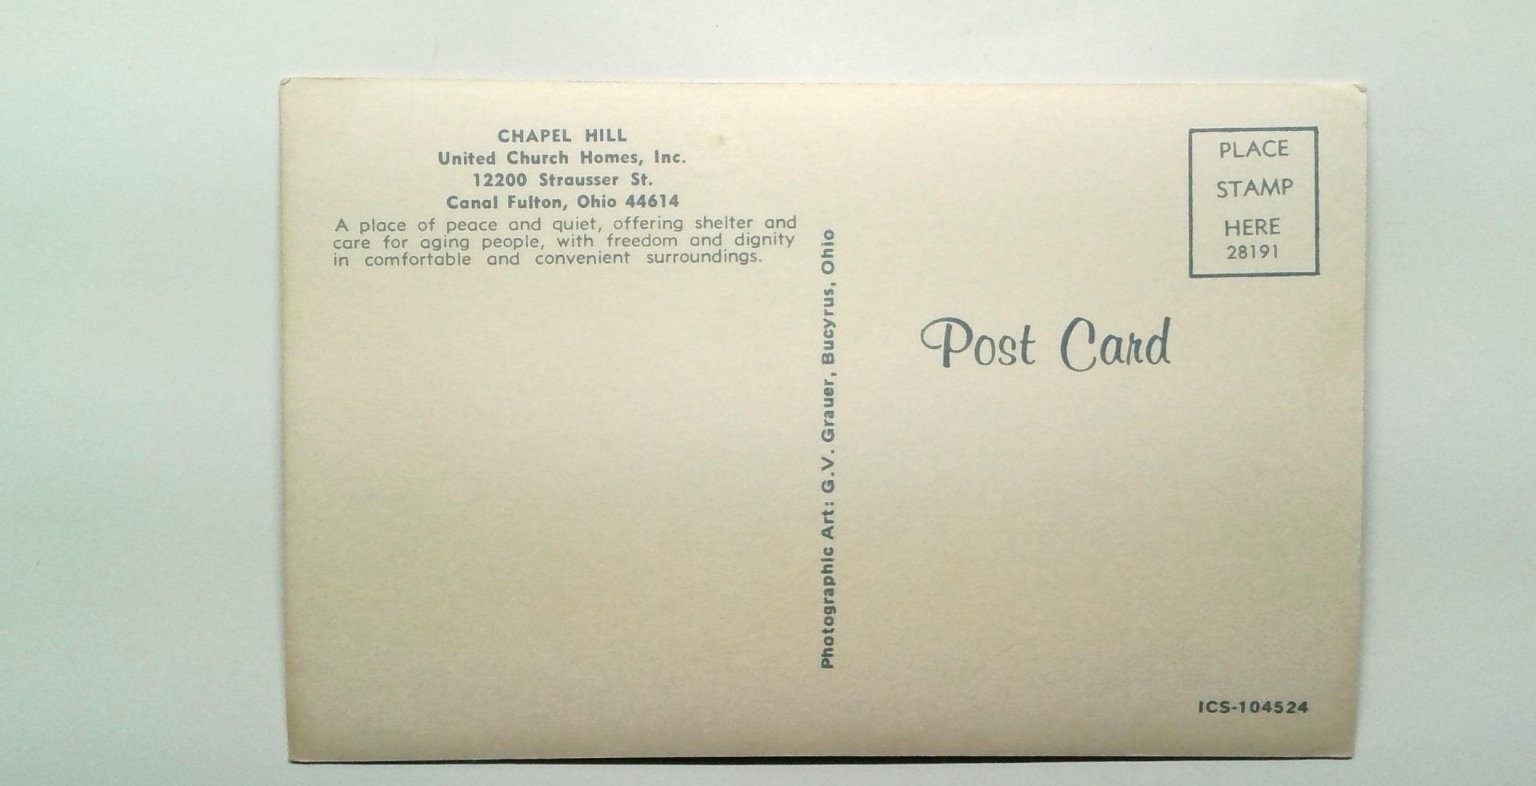 CHAPEL HILL
United Church Homes, Inc.
12200 Strausser St.
Canal Fulton, Ohio 44614
A place of peace and quiet, offering shelter and
care for aging people, with freedom and dignity
in comfortable and convenient surroundings.
Photographic Art: G.V. Grauer, Bucyrus, Ohio
PLACE
STAMP
HERE
28191
Post Card
ICS-104524